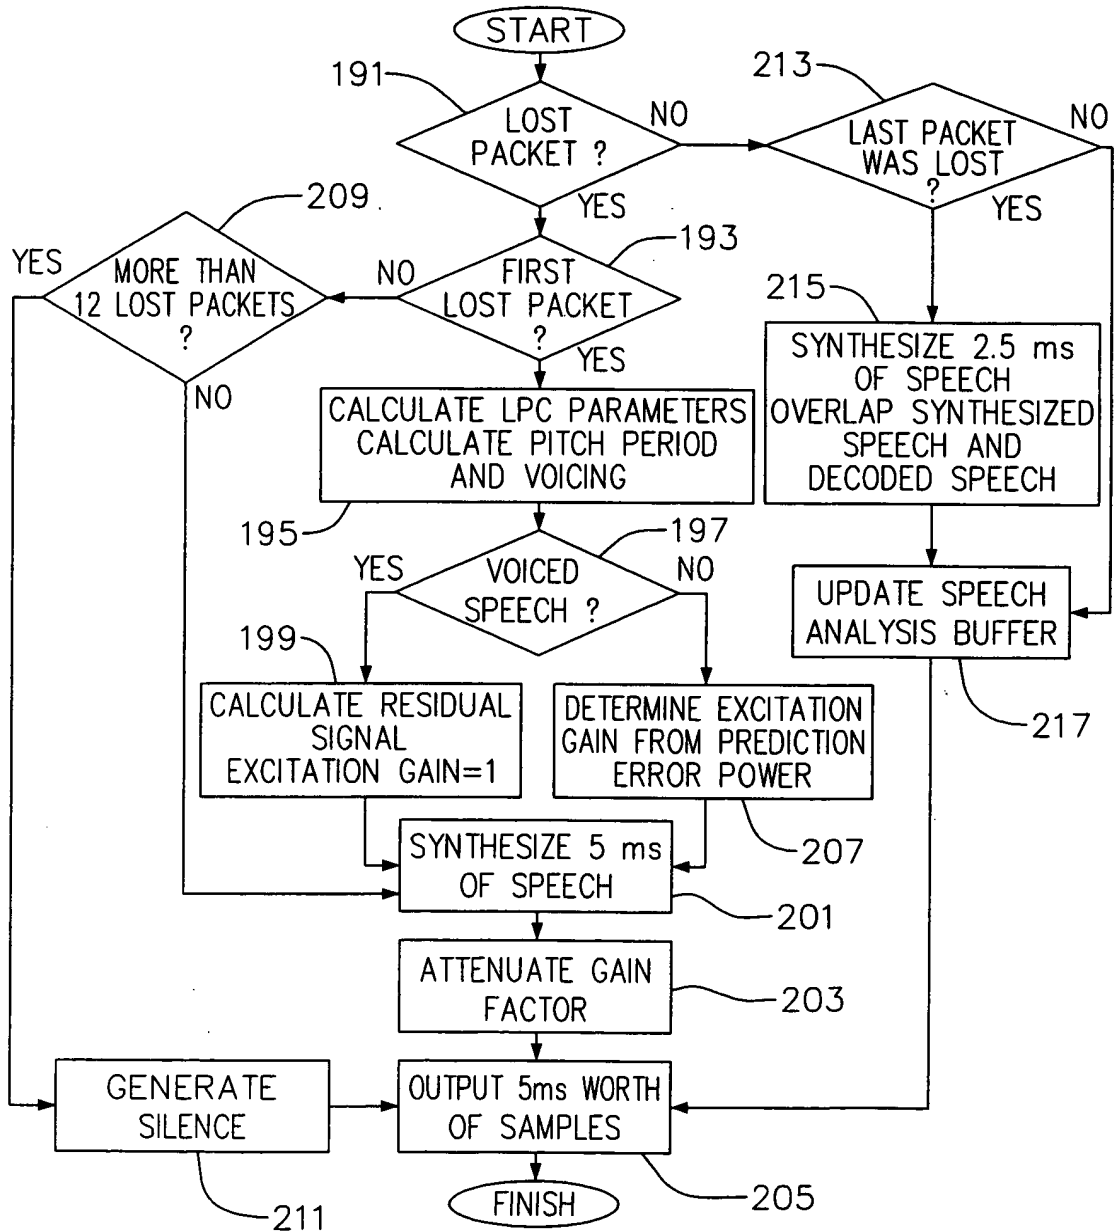 START
191
LOST
PACKET ?
NO
YES
213
LAST PACKET
WAS LOST
?
NO
YES
209
YES
MORE THAN
12 LOST PACKETS
?
NO
193
NO
FIRST
LOST PACKET
?
YES
215
SYNTHESIZE 2.5 ms
OF SPEECH
OVERLAP SYNTHESIZED
SPEECH AND
DECODED SPEECH
CALCULATE LPC PARAMETERS
CALCULATE PITCH PERIOD
AND VOICING
195
197
YES
VOICED
SPEECH ?
NO
UPDATE SPEECH
ANALYSIS BUFFER
217
199
CALCULATE RESIDUAL
SIGNAL
EXCITATION GAIN=1
DETERMINE EXCITATION
GAIN FROM PREDICTION
ERROR POWER
207
SYNTHESIZE 5 ms
OF SPEECH
201
ATTENUATE GAIN
FACTOR
203
GENERATE
SILENCE
211
OUTPUT 5ms WORTH
OF SAMPLES
205
FINISH